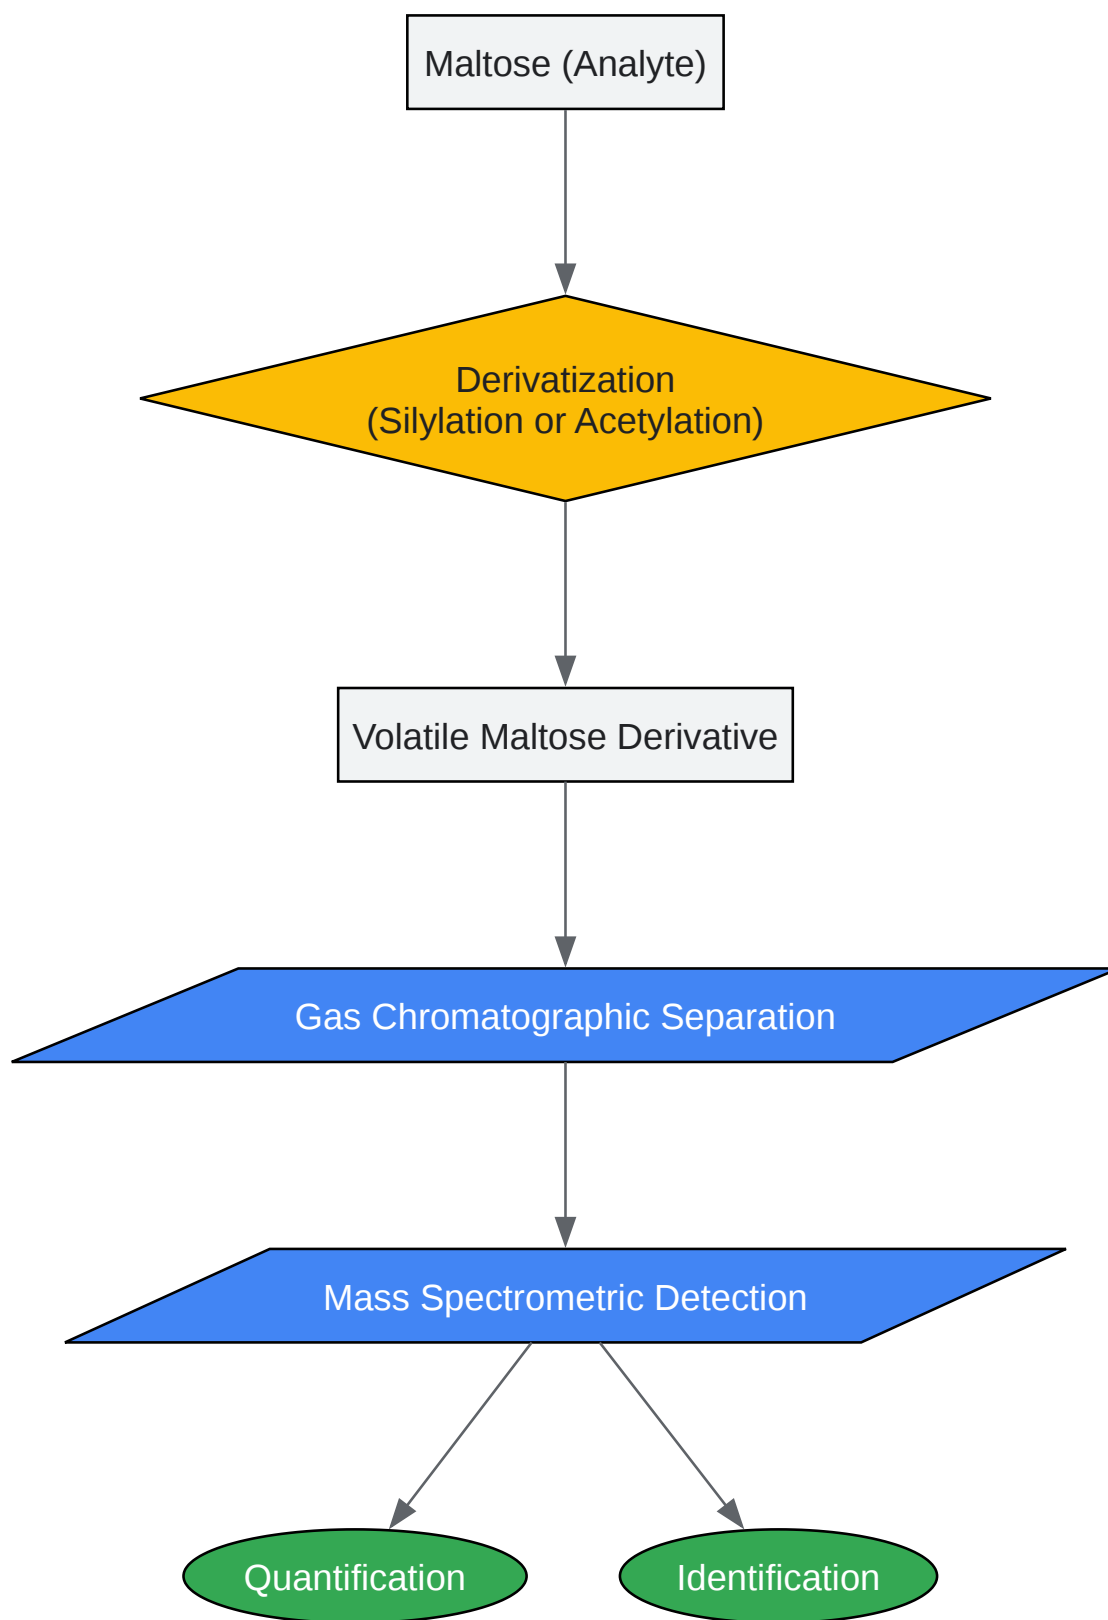 Maltose (Analyte)
Derivatization
(Silylation or Acetylation)
Volatile Maltose Derivative
Gas Chromatographic Separation
Mass Spectrometric Detection
Quantification
Identification